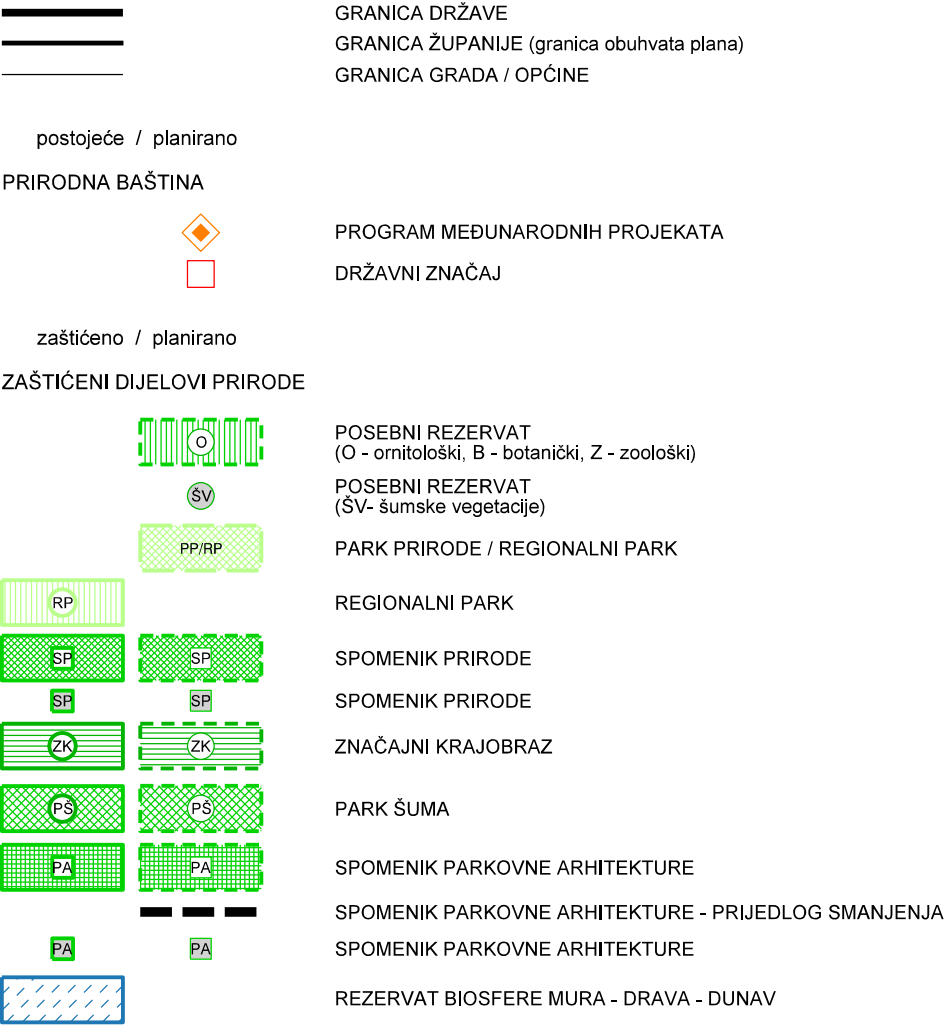 GRANICA DRŽAVE
GRANICA ŽUPANIJE (granica obuhvata plana)
GRANICA GRADA / OPĆINE
postojeće / planirano
PRIRODNA BAŠTINA
PROGRAM MEĐUNARODNIH PROJEKATA
DRŽAVNI ZNAČAJ
zaštićeno / planirano
ZAŠTIĆENI DIJELOVI PRIRODE
O POSEBNI REZERVAT
(O - ornitološki, B - botanički, Z - zoološki)
ŠV POSEBNI REZERVAT
(ŠV- šumske vegetacije)
PP/RP PARK PRIRODE / REGIONALNI PARK
RP REGIONALNI PARK
SP SP SPOMENIK PRIRODE
SP SP SPOMENIK PRIRODE
ZK ZK ZNAČAJNI KRAJOBRAZ
PŠ PŠ PARK ŠUMA
PA PA SPOMENIK PARKOVNE ARHITEKTURE
SPOMENIK PARKOVNE ARHITEKTURE - PRIJEDLOG SMANJENJA
PA PA SPOMENIK PARKOVNE ARHITEKTURE
REZERVAT BIOSFERE MURA - DRAVA - DUNAV